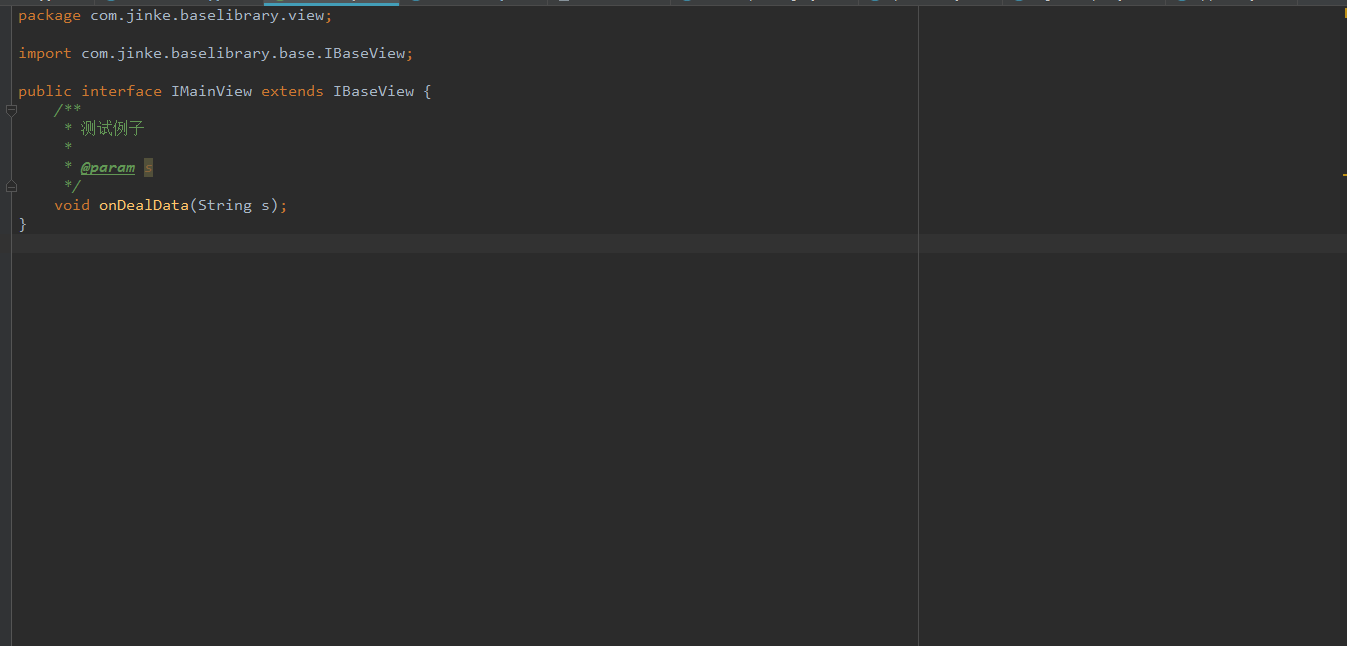 package com.jinke.baselibrary.view;
import com.jinke.baselibrary.base.IBaseView;
public interface IMainView extends IBaseView {
/**
* 测试例子
*
* @param s
*/
void onDealData(String s);
}